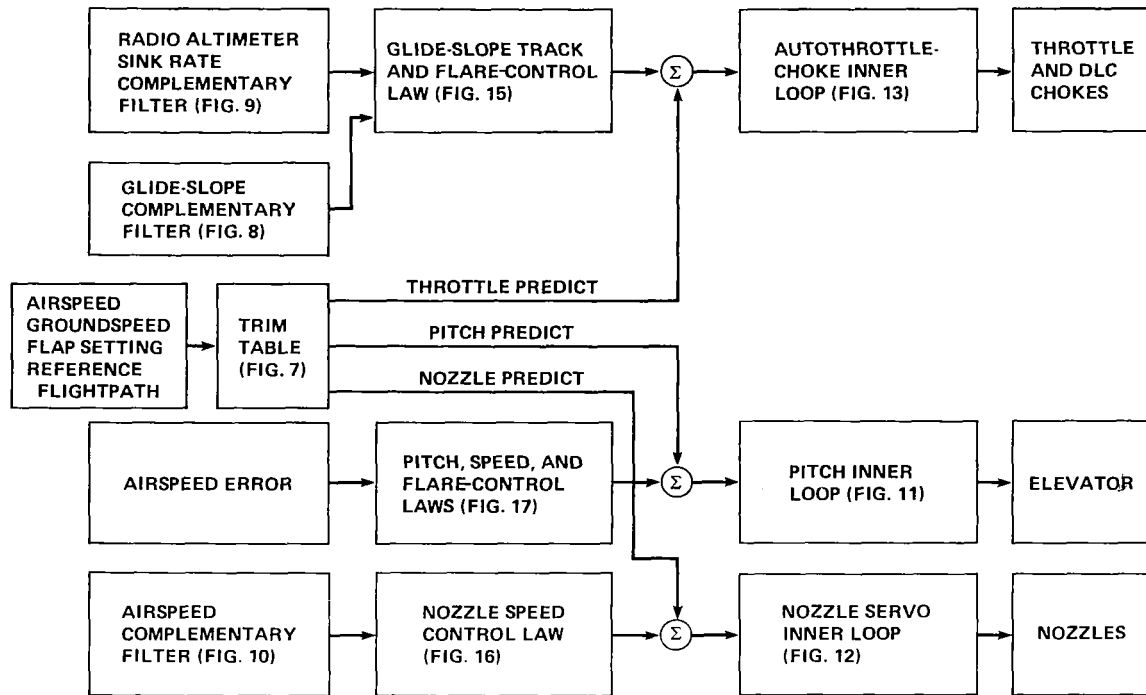 RADIO ALTIMETER
SINK RATE
COMPLEMENTARY
FILTER (FIG. 9)
GLIDE-SLOPE TRACK
AND FLARE-CONTROL
LAW (FIG. 15)
Σ
AUTOTHROTTLE-
CHOKE INNER
LOOP (FIG. 13)
THROTTLE
AND DLC
CHOKES
GLIDE-SLOPE
COMPLEMENTARY
FILTER (FIG. 8)
AIRSPEED
GROUNDSPEED
FLAP SETTING
REFERENCE
FLIGHTPATH
TRIM
TABLE
(FIG. 7)
THROTTLE PREDICT
PITCH PREDICT
NOZZLE PREDICT
AIRSPEED ERROR
PITCH, SPEED, AND
FLARE-CONTROL
LAWS (FIG. 17)
Σ
PITCH INNER
LOOP (FIG. 11)
ELEVATOR
AIRSPEED
COMPLEMENTARY
FILTER (FIG. 10)
NOZZLE SPEED
CONTROL LAW
(FIG. 16)
Σ
NOZZLE SERVO
INNER LOOP
(FIG. 12)
NOZZLES